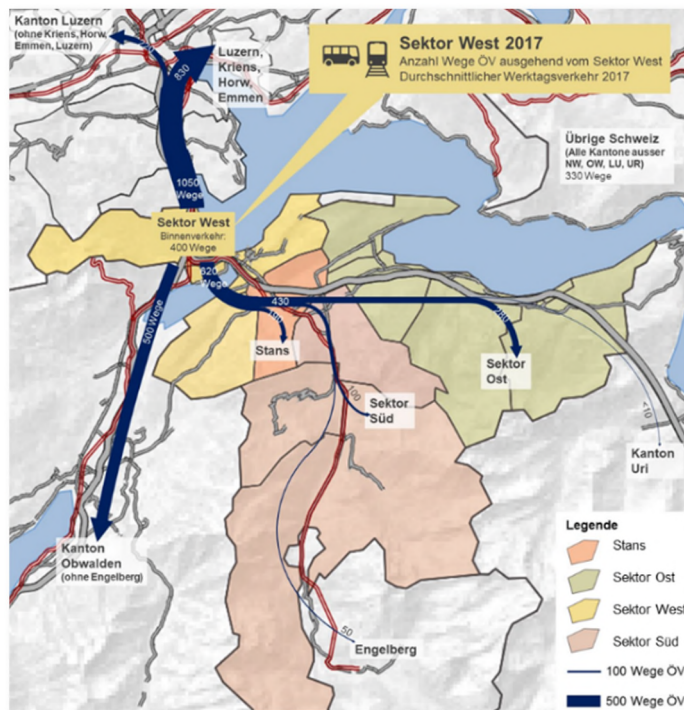 Kanton Luzern
(ohne Kriens, Horw,
Emmen, Luzern)
830
Luzern,
Kriens,
Horw,
Emmen
Sektor West 2017
Anzahl Wege ÖV ausgehend vom Sektor West
Durchschnittlicher Werktagsverkehr 2017
Übrige Schweiz
(Alle Kantone ausser
NW, OW, LU, UR)
330 Wege
1050
Wege
Sektor West
Binnenverkehr:
400 Wege
620
Wege
500 Wege
430
Stans
Sektor
Ost
100
Sektor
Süd
<10
Kanton
Uri
Kanton
Obwalden
(ohne Engelberg)
50
Engelberg
Legende
Stans
Sektor Ost
Sektor West
Sektor Süd
100 Wege ÖV
500 Wege ÖV